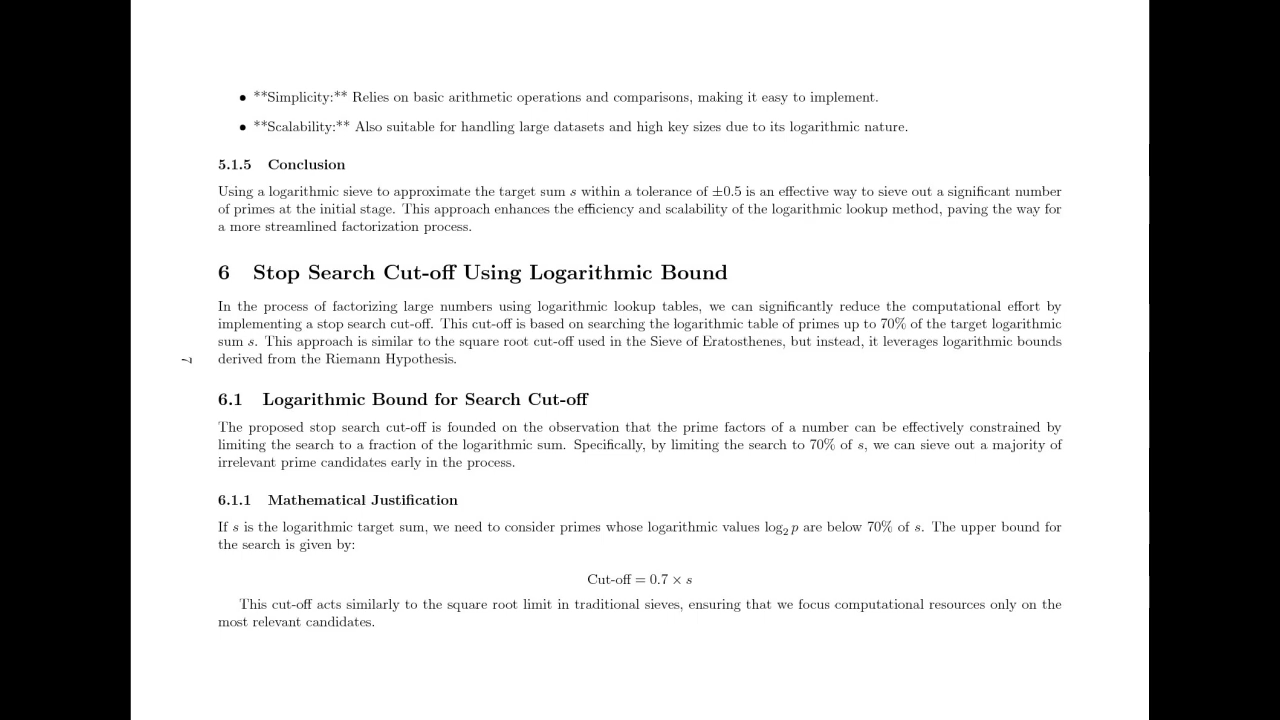 • **Simplicity:** Relies on basic arithmetic operations and comparisons, making it easy to implement.
• **Scalability:** Also suitable for handling large datasets and high key sizes due to its logarithmic nature.
5.1.5 Conclusion
Using a logarithmic sieve to approximate the target sum s within a tolerance of ±0.5 is an effective way to sieve out a significant number
of primes at the initial stage. This approach enhances the efficiency and scalability of the logarithmic lookup method, paving the way for
a more streamlined factorization process.
6 Stop Search Cut-off Using Logarithmic Bound
In the process of factorizing large numbers using logarithmic lookup tables, we can significantly reduce the computational effort by
implementing a stop search cut-off. This cut-off is based on searching the logarithmic table of primes up to 70% of the target logarithmic
sum s. This approach is similar to the square root cut-off used in the Sieve of Eratosthenes, but instead, it leverages logarithmic bounds
7
derived from the Riemann Hypothesis.
6.1 Logarithmic Bound for Search Cut-off
The proposed stop search cut-off is founded on the observation that the prime factors of a number can be effectively constrained by
limiting the search to a fraction of the logarithmic sum. Specifically, by limiting the search to 70% of s, we can sieve out a majority of
irrelevant prime candidates early in the process.
6.1.1 Mathematical Justification
If s is the logarithmic target sum, we need to consider primes whose logarithmic values log₂ p are below 70% of s. The upper bound for
the search is given by:
Cut-off = 0.7 × s
This cut-off acts similarly to the square root limit in traditional sieves, ensuring that we focus computational resources only on the
most relevant candidates.